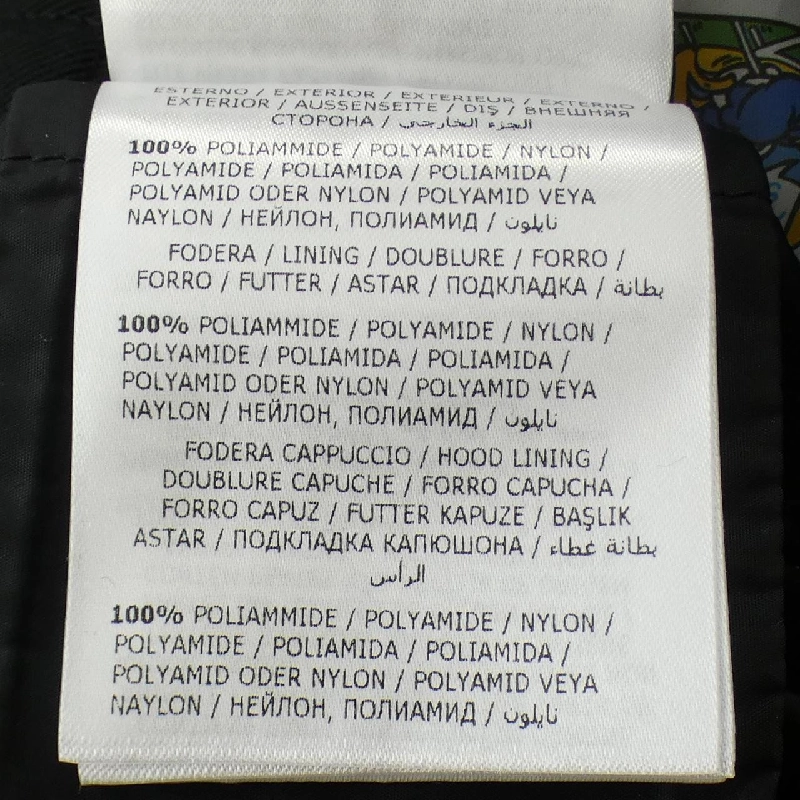 ESTERNO / EXTERIOR / EXTERIEUR / EXTERNO /
EXTERIOR / AUSSENSEITE / DIŞ / ВНЕШНЯЯ
СТОРОНА / الجزء الخارجي
100% POLIAMMIDE / POLYAMIDE / NYLON /
POLYAMIDE / POLIAMIDA / POLIAMIDA /
POLYAMID ODER NYLON / POLYAMID VEYA
NAYLON / НЕЙЛОН, ПОЛИАМИД / نايلون
FODERA / LINING / DOUBLURE / FORRO /
FORRO / FUTTER / ASTAR / ПОДКЛАДКА / بطانة
100% POLIAMMIDE / POLYAMIDE / NYLON /
POLYAMIDE / POLIAMIDA / POLIAMIDA /
POLYAMID ODER NYLON / POLYAMID VEYA
NAYLON / НЕЙЛОН, ПОЛИАМИД / نايلون
FODERA CAPPUCCIO / HOOD LINING /
DOUBLURE CAPUCHE / FORRO CAPUCHA /
FORRO CAPUZ / FUTTER KAPUZE / BAŞLIK
ASTAR / ПОДКЛАДКА КАПЮШОНА / بطانة غطاء
الرأس
100% POLIAMMIDE / POLYAMIDE / NYLON /
POLYAMIDE / POLIAMIDA / POLIAMIDA /
POLYAMID ODER NYLON / POLYAMID VEYA
NAYLON / НЕЙЛОН, ПОЛИАМИД / نايلون